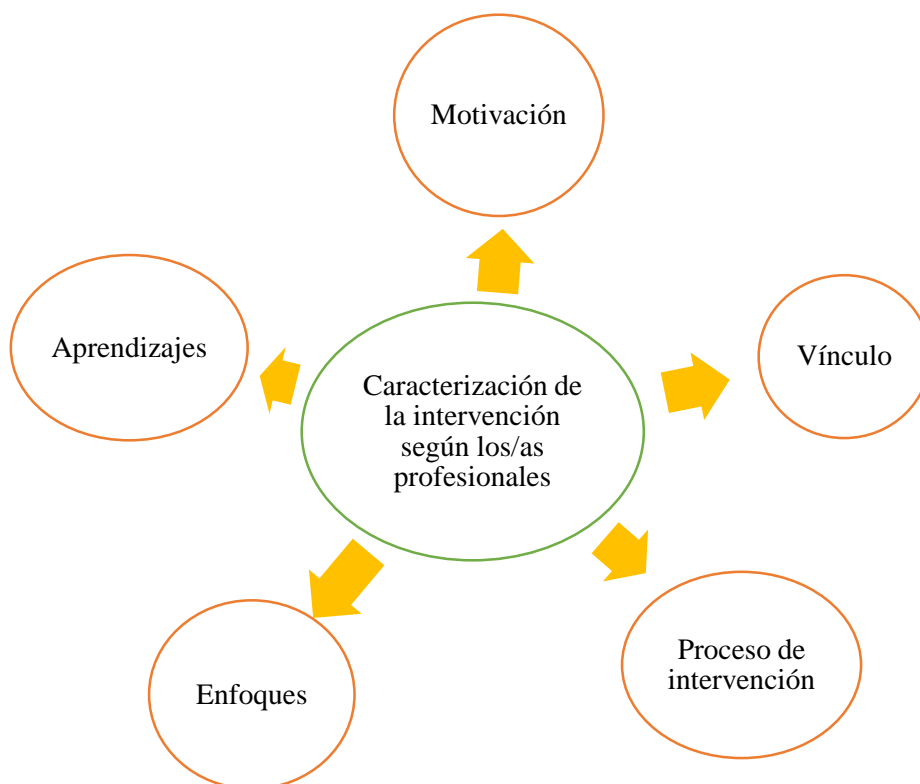 Motivación
Aprendizajes
Vínculo
Caracterización de
la intervención
según los/as
profesionales
Enfoques
Proceso de
intervención